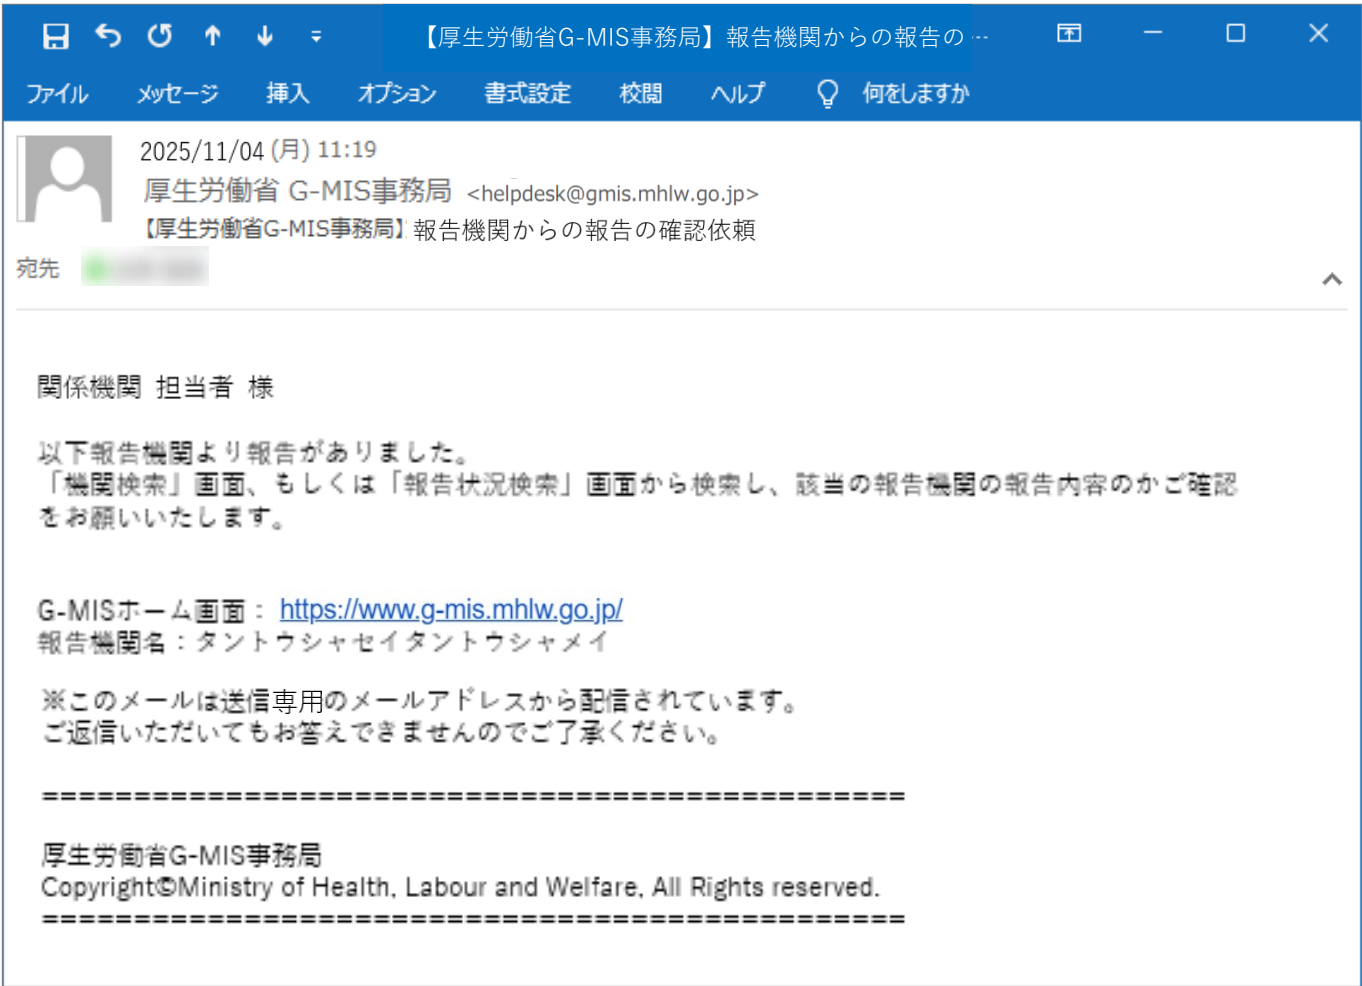 【厚生労働省G-MIS事務局】報告機関からの報告の…
ファイル メッセージ 挿入 オプション 書式設定 校閲 ヘルプ 何をしますか
2025/11/04 (月) 11:19
厚生労働省 G-MIS事務局 <helpdesk@gmis.mhlw.go.jp>
【厚生労働省G-MIS事務局】報告機関からの報告の確認依頼
宛先
関係機関 担当者 様
以下報告機関より報告がありました。
「機関検索」画面、もしくは「報告状況検索」画面から検索し、該当の報告機関の報告内容のかご確認
をお願いいたします。
G-MISホーム画面： https://www.g-mis.mhlw.go.jp/
報告機関名：タントウシャセイタントウシャメイ
※このメールは送信専用のメールアドレスから配信されています。
ご返信いただいてもお答えできませんのでご了承ください。
===============================================
厚生労働省G-MIS事務局
Copyright©Ministry of Health, Labour and Welfare, All Rights reserved.
===============================================